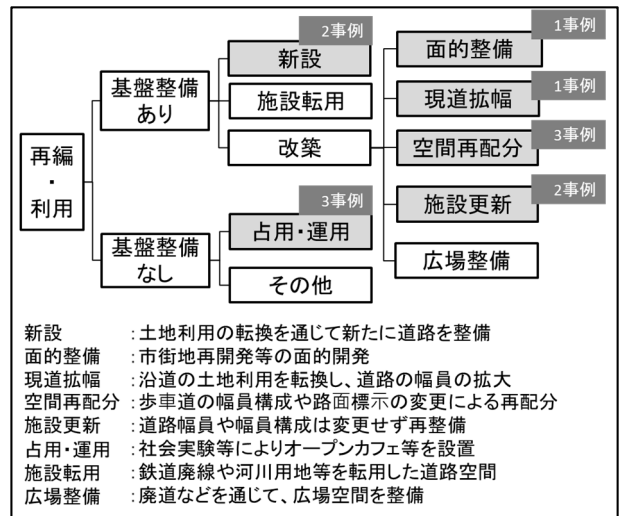 2事例
新設
1事例
面的整備
基盤整備
あり
施設転用
1事例
現道拡幅
再編
・
利用
改築
3事例
空間再配分
2事例
施設更新
3事例
占用・運用
基盤整備
なし
広場整備
その他
新設：土地利用の転換を通じて新たに道路を整備
面的整備：市街地再開発等の面的開発
現道拡幅：沿道の土地利用を転換し、道路の幅員の拡大
空間再配分：歩車道の幅員構成や路面標示の変更による再配分
施設更新：道路幅員や幅員構成は変更せず再整備
占用・運用：社会実験等によりオープンカフェ等を設置
施設転用：鉄道廃線や河川用地等を転用した道路空間
広場整備：廃道などを通じて、広場空間を整備